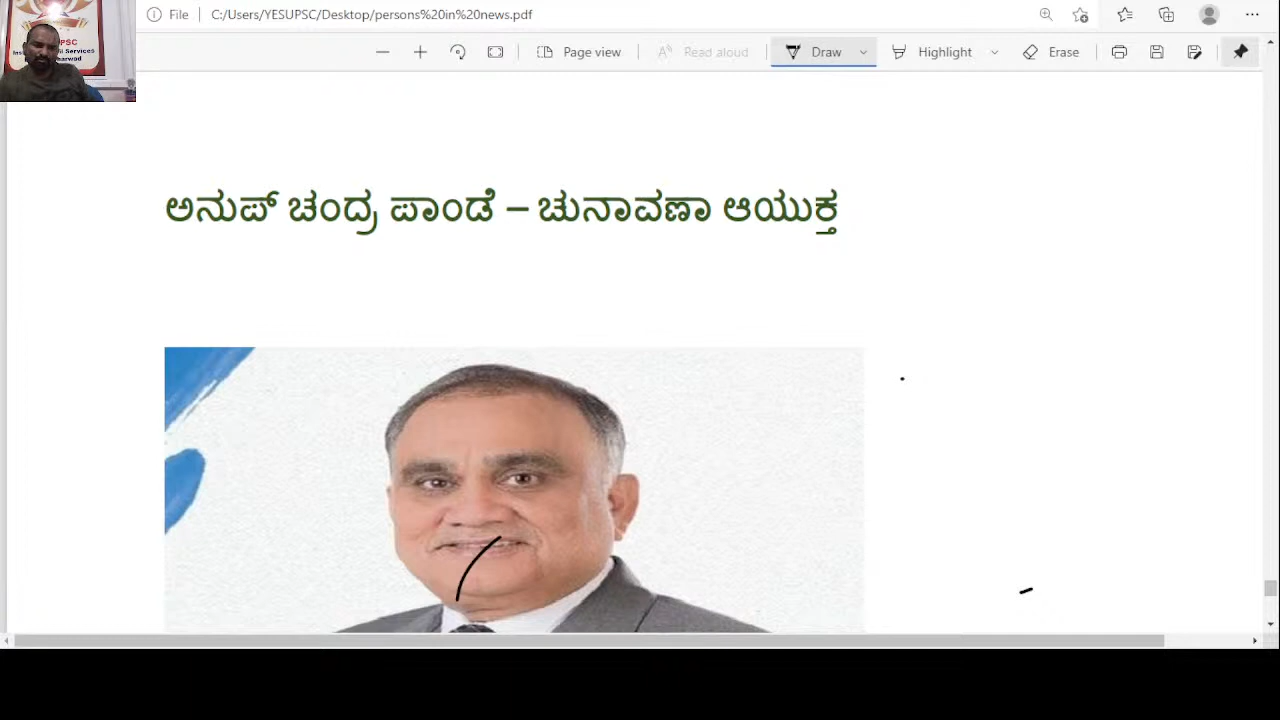 File
C:/Users/YESUPSC/Desktop/persons%20in%20news.pdf
Page view
Read aloud
Draw
Highlight
Erase
ಅನುಪ್ ಚಂದ್ರ ಪಾಂಡೆ – ಚುನಾವಣಾ ಆಯುಕ್ತ